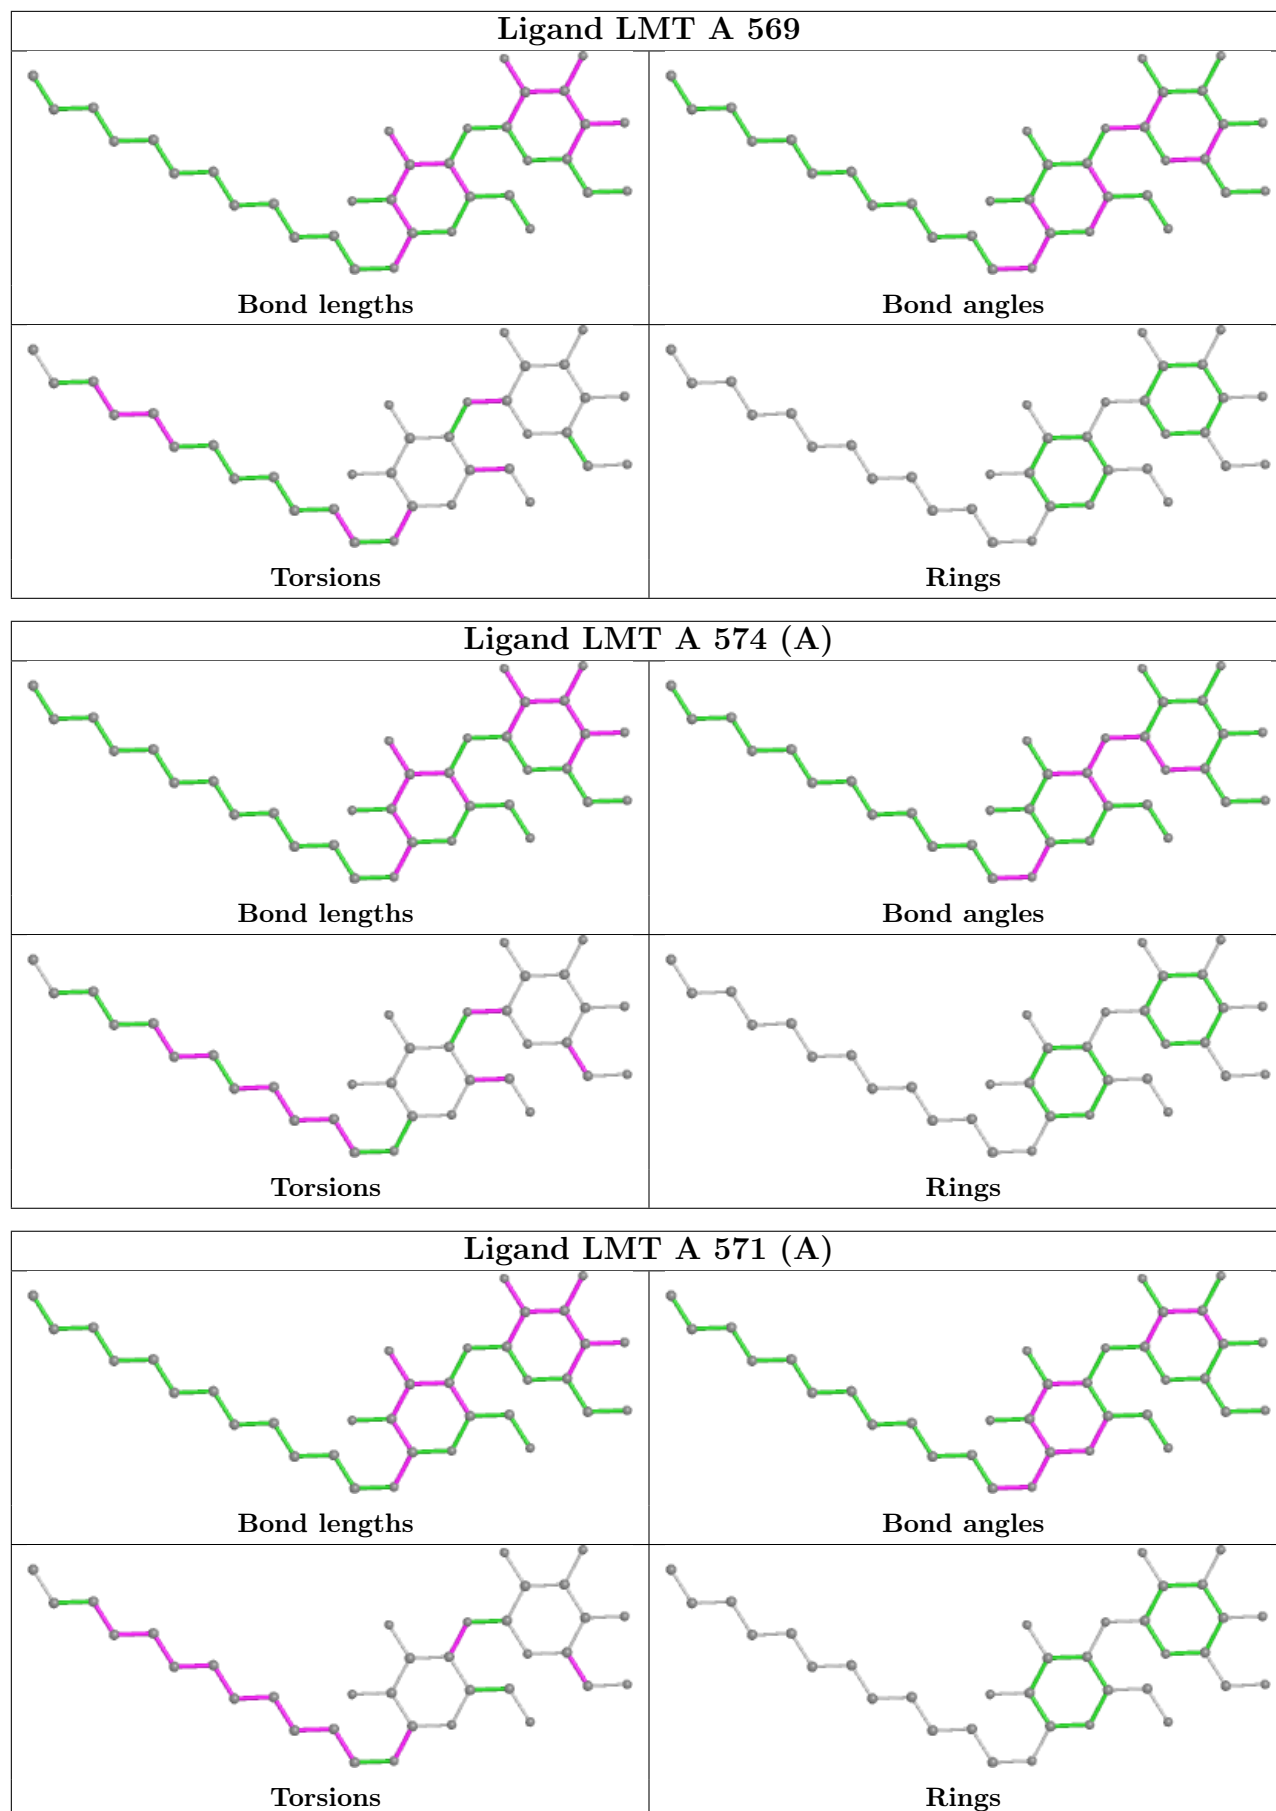 Ligand LMT A 569
Bond lengths
Bond angles
Torsions
Rings
Ligand LMT A 574 (A)
Bond lengths
Bond angles
Torsions
Rings
Ligand LMT A 571 (A)
Bond lengths
Bond angles
Torsions
Rings